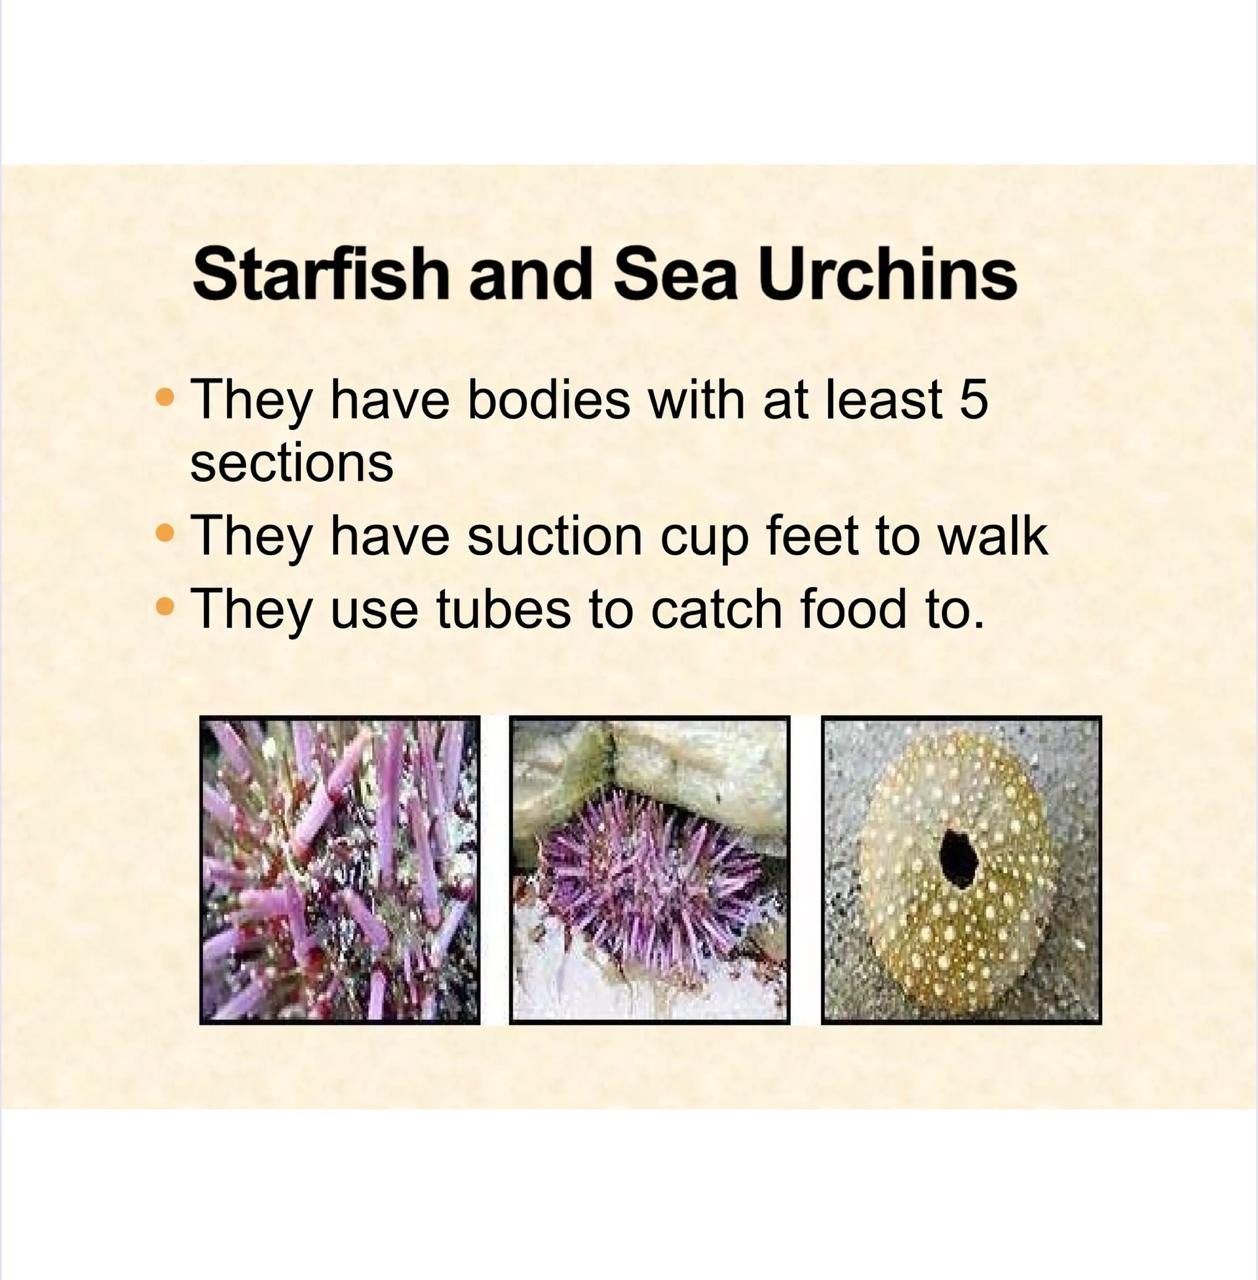 Starfish and Sea Urchins
• They have bodies with at least 5
sections
• They have suction cup feet to walk
• They use tubes to catch food to.